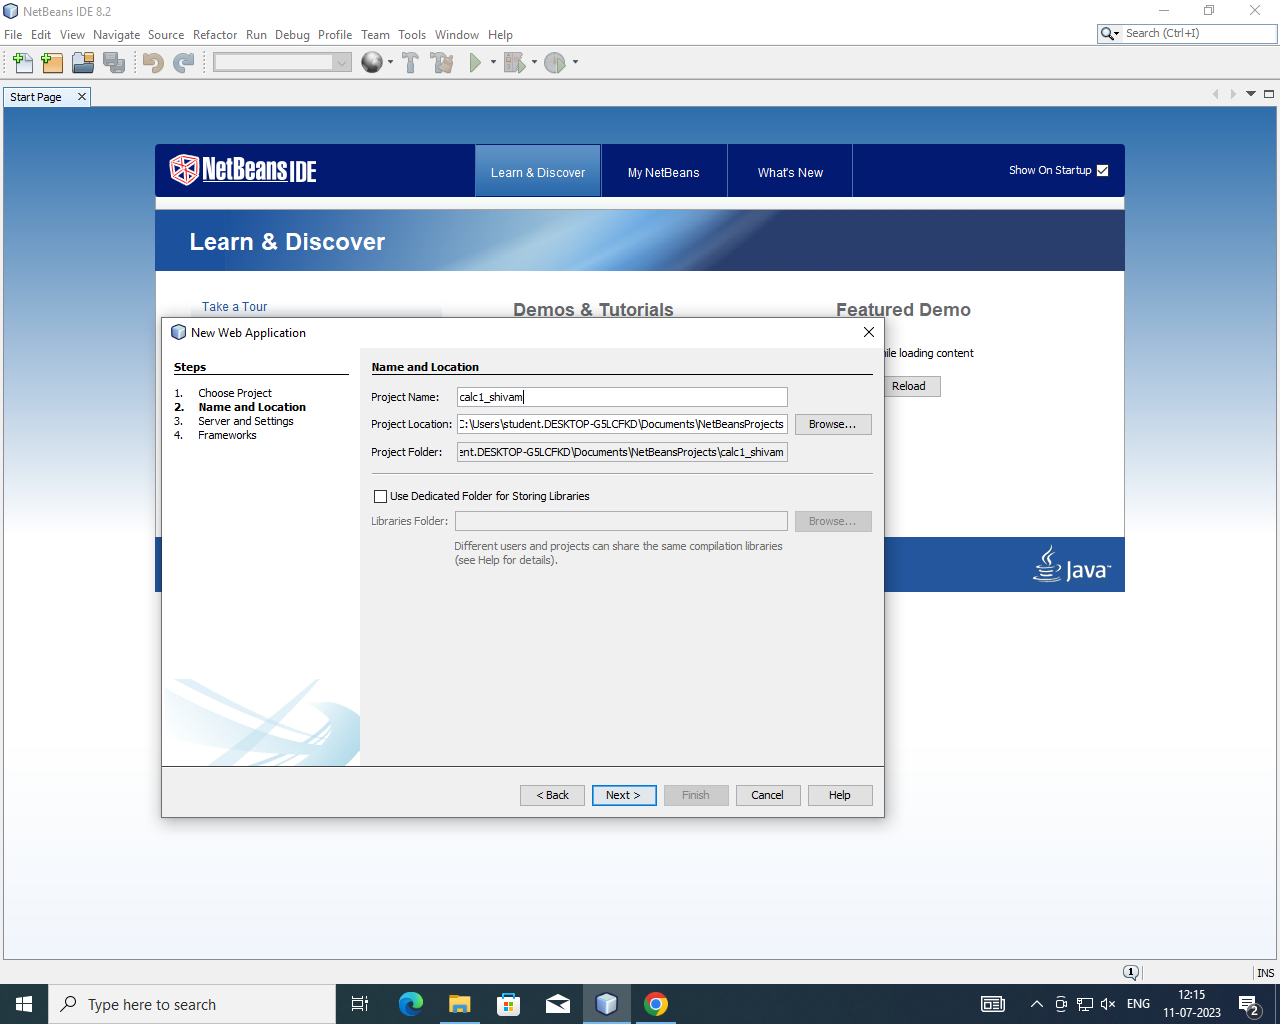 NetBeans IDE 8.2
File Edit View Navigate Source Refactor Run Debug Profile Team Tools Window Help
Search (Ctrl+I)
Start Page
NetBeans IDE
Learn & Discover
My NetBeans
What's New
Show On Startup
Learn & Discover
Take a Tour
Demos & Tutorials
Featured Demo
New Web Application
Steps
1. Choose Project
2. Name and Location
3. Server and Settings
4. Frameworks
Name and Location
Project Name: calc1_shivam
Project Location: C:\Users\student.DESKTOP-G5LCFKD\Documents\NetBeansProjects Browse...
Project Folder: ent.DESKTOP-G5LCFKD\Documents\NetBeansProjects\calc1_shivam
Use Dedicated Folder for Storing Libraries
Libraries Folder: Browse...
Different users and projects can share the same compilation libraries
(see Help for details).
< Back Next > Finish Cancel Help
loading content
Reload
Java™
1
INS
Type here to search
ENG
12:15
11-07-2023
2